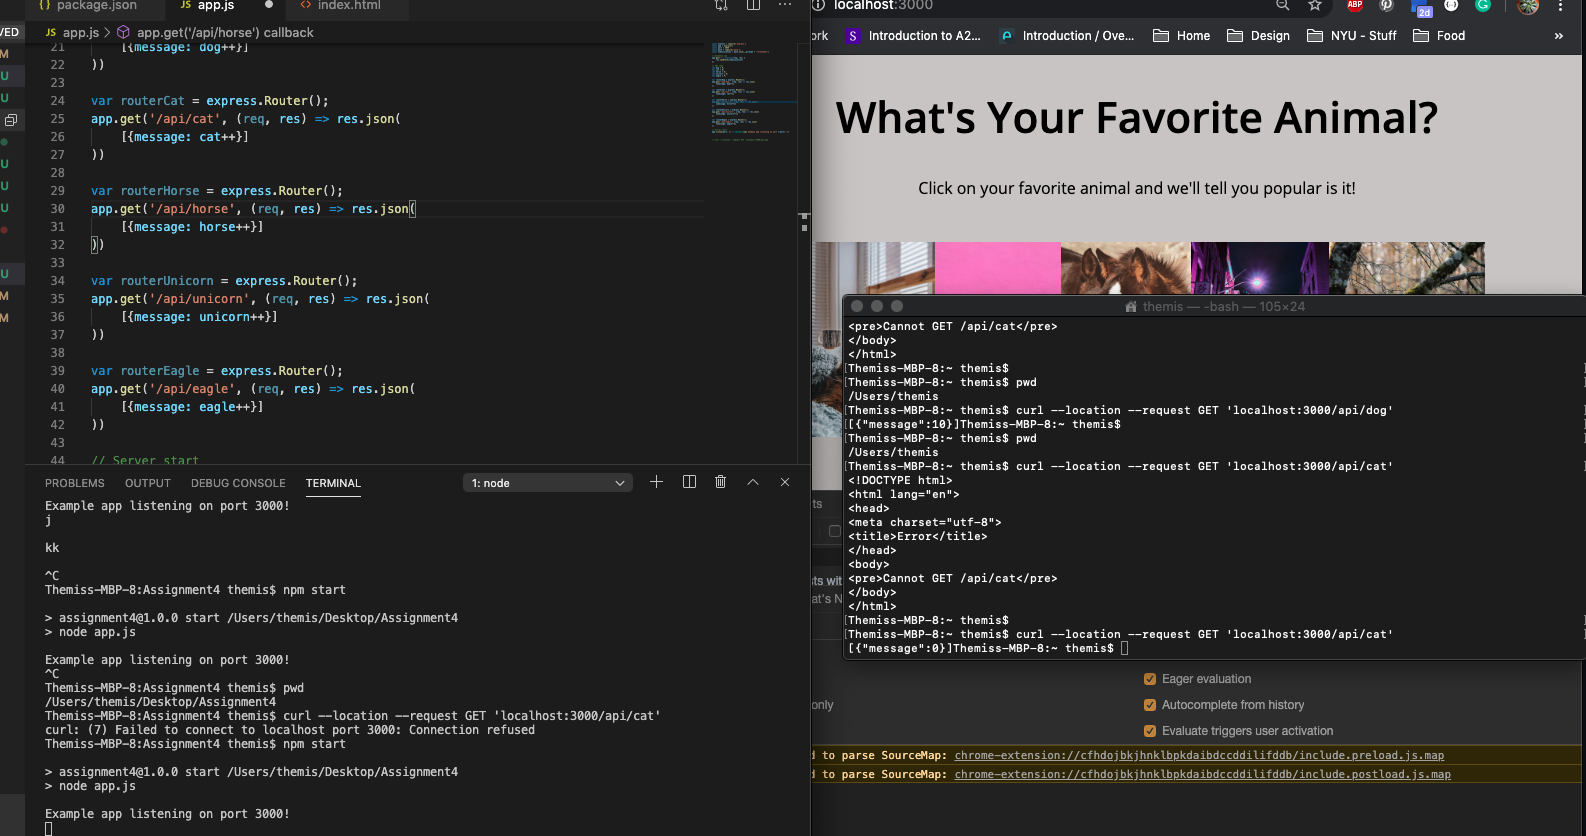 {} package.json
JS app.js
<> index.html
VED
JS app.js > app.get('/api/horse') callback
21 [{message: dog++}]
22 ))
23
24 var routerCat = express.Router();
25 app.get('/api/cat', (req, res) => res.json(
26 [{message: cat++}]
27 ))
28
29 var routerHorse = express.Router();
30 app.get('/api/horse', (req, res) => res.json(
31 [{message: horse++}]
32 ))
33
34 var routerUnicorn = express.Router();
35 app.get('/api/unicorn', (req, res) => res.json(
36 [{message: unicorn++}]
37 ))
38
39 var routerEagle = express.Router();
40 app.get('/api/eagle', (req, res) => res.json(
41 [{message: eagle++}]
42 ))
43
44 // Server start
M
U
U
U
U
U
U
M
M
PROBLEMS OUTPUT DEBUG CONSOLE TERMINAL 1: node
Example app listening on port 3000!
j
kk
^C
Themiss-MBP-8:Assignment4 themis$ npm start
> assignment4@1.0.0 start /Users/themis/Desktop/Assignment4
> node app.js
Example app listening on port 3000!
^C
Themiss-MBP-8:Assignment4 themis$ pwd
/Users/themis/Desktop/Assignment4
Themiss-MBP-8:Assignment4 themis$ curl --location --request GET 'localhost:3000/api/cat'
curl: (7) Failed to connect to localhost port 3000: Connection refused
Themiss-MBP-8:Assignment4 themis$ npm start
> assignment4@1.0.0 start /Users/themis/Desktop/Assignment4
> node app.js
Example app listening on port 3000!
localhost:3000
ABP
2d
ork S Introduction to A2... Introduction / Ove... Home Design NYU - Stuff Food »
What's Your Favorite Animal?
Click on your favorite animal and we'll tell you popular is it!
themis — -bash — 105×24
<pre>Cannot GET /api/cat</pre>
</body>
</html>
[Themiss-MBP-8:~ themis$ ]
[Themiss-MBP-8:~ themis$ pwd ]
/Users/themis
[Themiss-MBP-8:~ themis$ curl --location --request GET 'localhost:3000/api/dog' ]
[[{"message":10}]Themiss-MBP-8:~ themis$ ]
[Themiss-MBP-8:~ themis$ pwd ]
/Users/themis
[Themiss-MBP-8:~ themis$ curl --location --request GET 'localhost:3000/api/cat' ]
<!DOCTYPE html>
<html lang="en">
<head>
<meta charset="utf-8">
<title>Error</title>
</head>
<body>
<pre>Cannot GET /api/cat</pre>
</body>
</html>
[Themiss-MBP-8:~ themis$ ]
[Themiss-MBP-8:~ themis$ curl --location --request GET 'localhost:3000/api/cat' ]
[{"message":0}]Themiss-MBP-8:~ themis$
ts
sts wit
at's N
only
Eager evaluation
Autocomplete from history
Evaluate triggers user activation
d to parse SourceMap: chrome-extension://cfhdojbkjhnklbpkdaibdccddilifddb/include.preload.js.map
d to parse SourceMap: chrome-extension://cfhdojbkjhnklbpkdaibdccddilifddb/include.postload.js.map